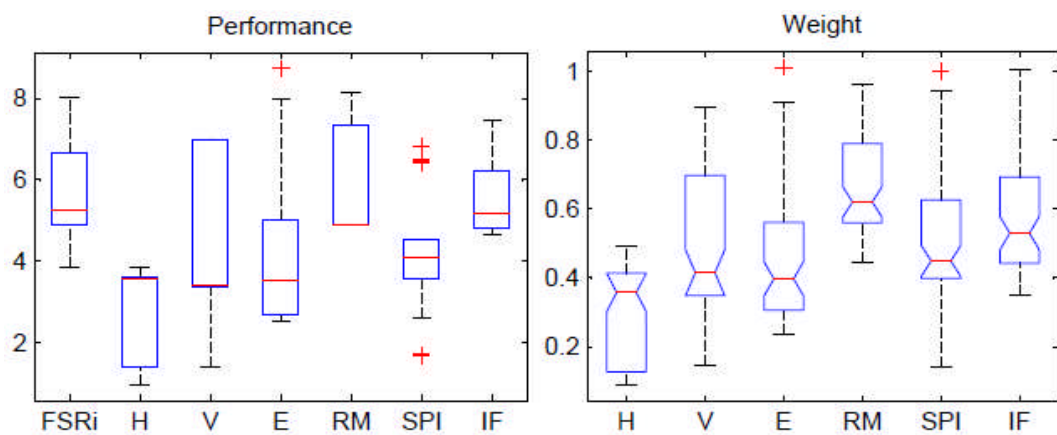 Performance
8
6
4
2
FSRi H V E RM SPI IF
Weight
1
0.8
0.6
0.4
0.2
H V E RM SPI IF